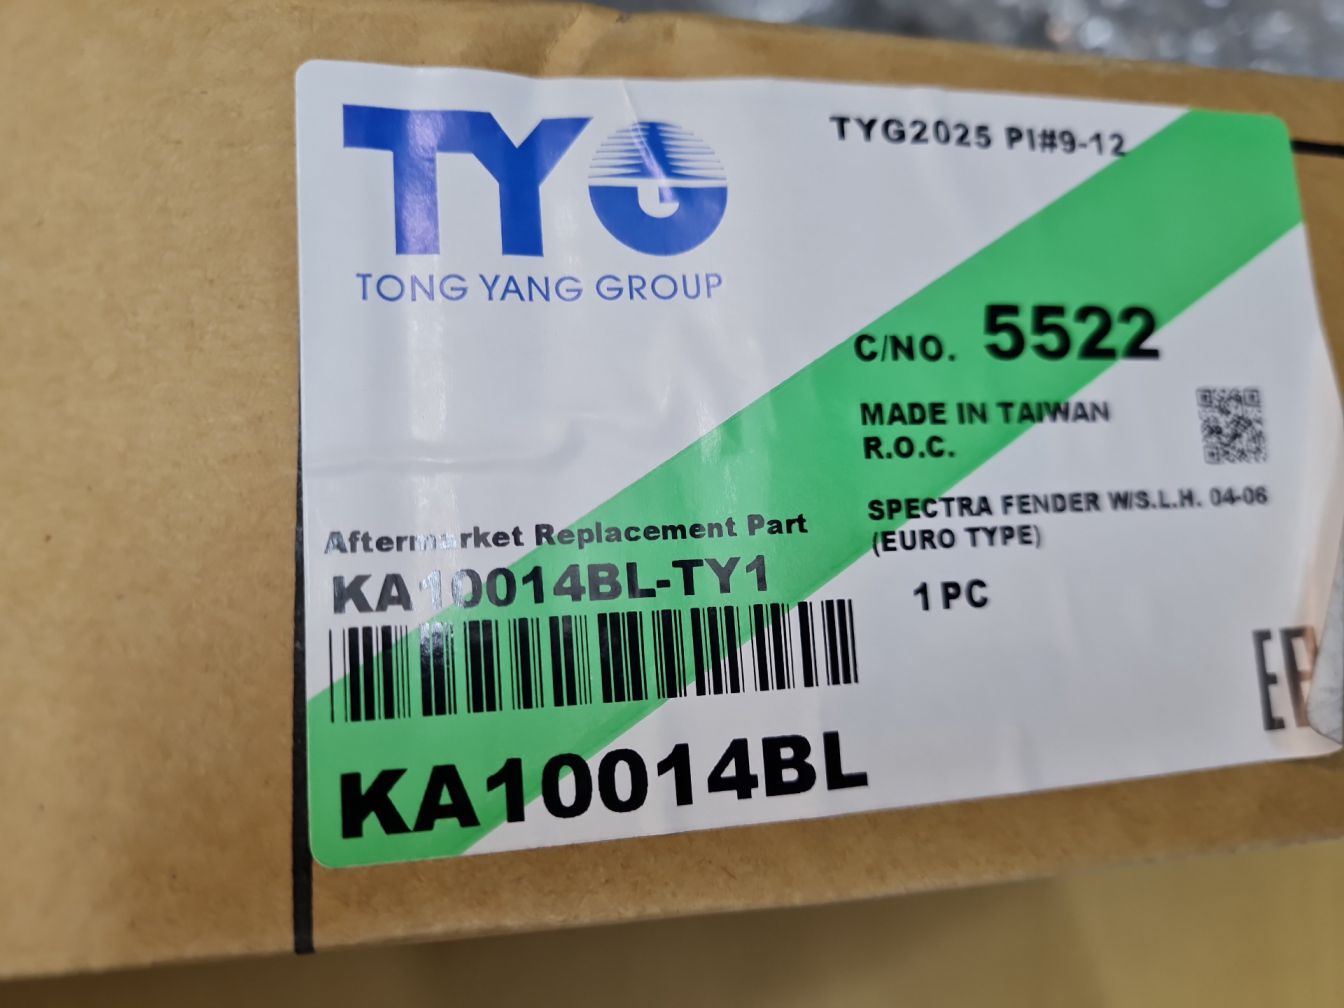 TYG
TONG YANG GROUP
TYG2025 PI#9-12
C/NO. 5522
MADE IN TAIWAN
R.O.C.
SPECTRA FENDER W/S.L.H. 04-06
(EURO TYPE)
1 PC
Aftermarket Replacement Part
KA10014BL-TY1
KA10014BL